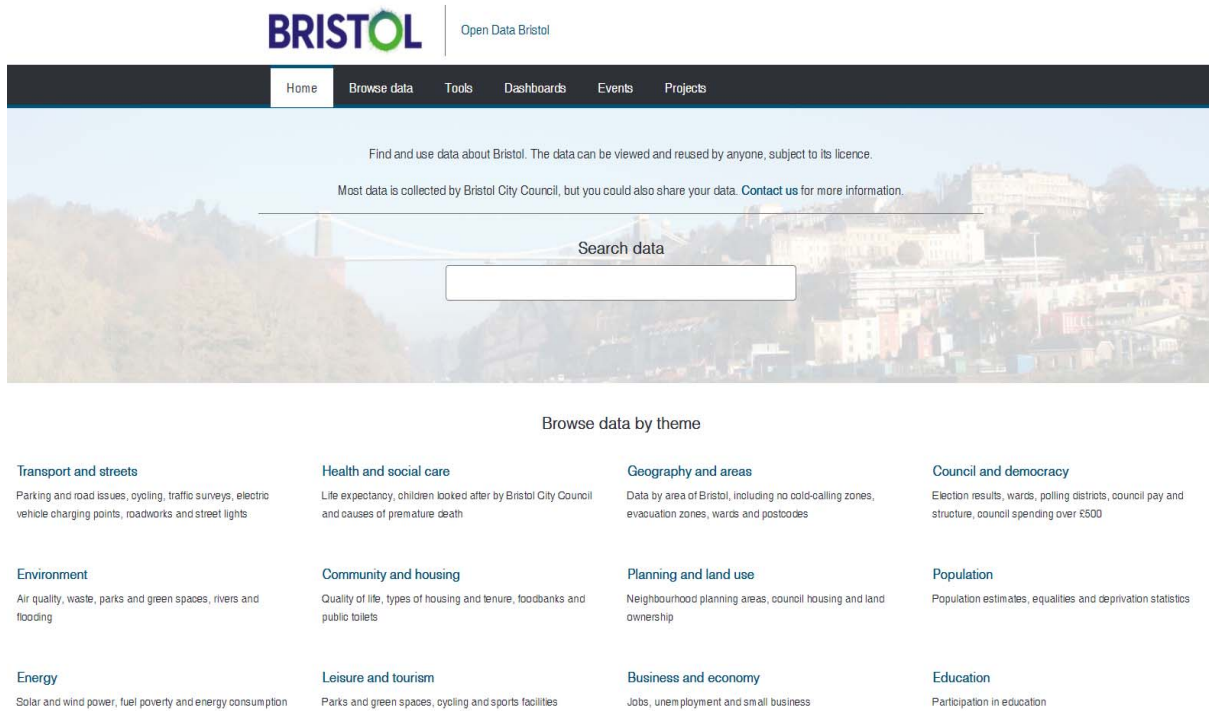 BRISTOL
Open Data Bristol
Home Browse data Tools Dashboards Events Projects
Find and use data about Bristol. The data can be viewed and reused by anyone, subject to its licence.
Most data is collected by Bristol City Council, but you could also share your data. Contact us for more information.
Search data
Browse data by theme
Transport and streets
Parking and road issues, cycling, traffic surveys, electric
vehicle charging points, roadworks and street lights
Health and social care
Life expectancy, children looked after by Bristol City Council
and causes of premature death
Geography and areas
Data by area of Bristol, including no cold-calling zones,
evacuation zones, wards and postcodes
Council and democracy
Election results, wards, polling districts, council pay and
structure, council spending over £500
Environment
Air quality, waste, parks and green spaces, rivers and
flooding
Community and housing
Quality of life, types of housing and tenure, foodbanks and
public toilets
Planning and land use
Neighbourhood planning areas, council housing and land
ownership
Population
Population estimates, equalities and deprivation statistics
Energy
Solar and wind power, fuel poverty and energy consumption
Leisure and tourism
Parks and green spaces, cycling and sports facilities
Business and economy
Jobs, unemployment and small business
Education
Participation in education